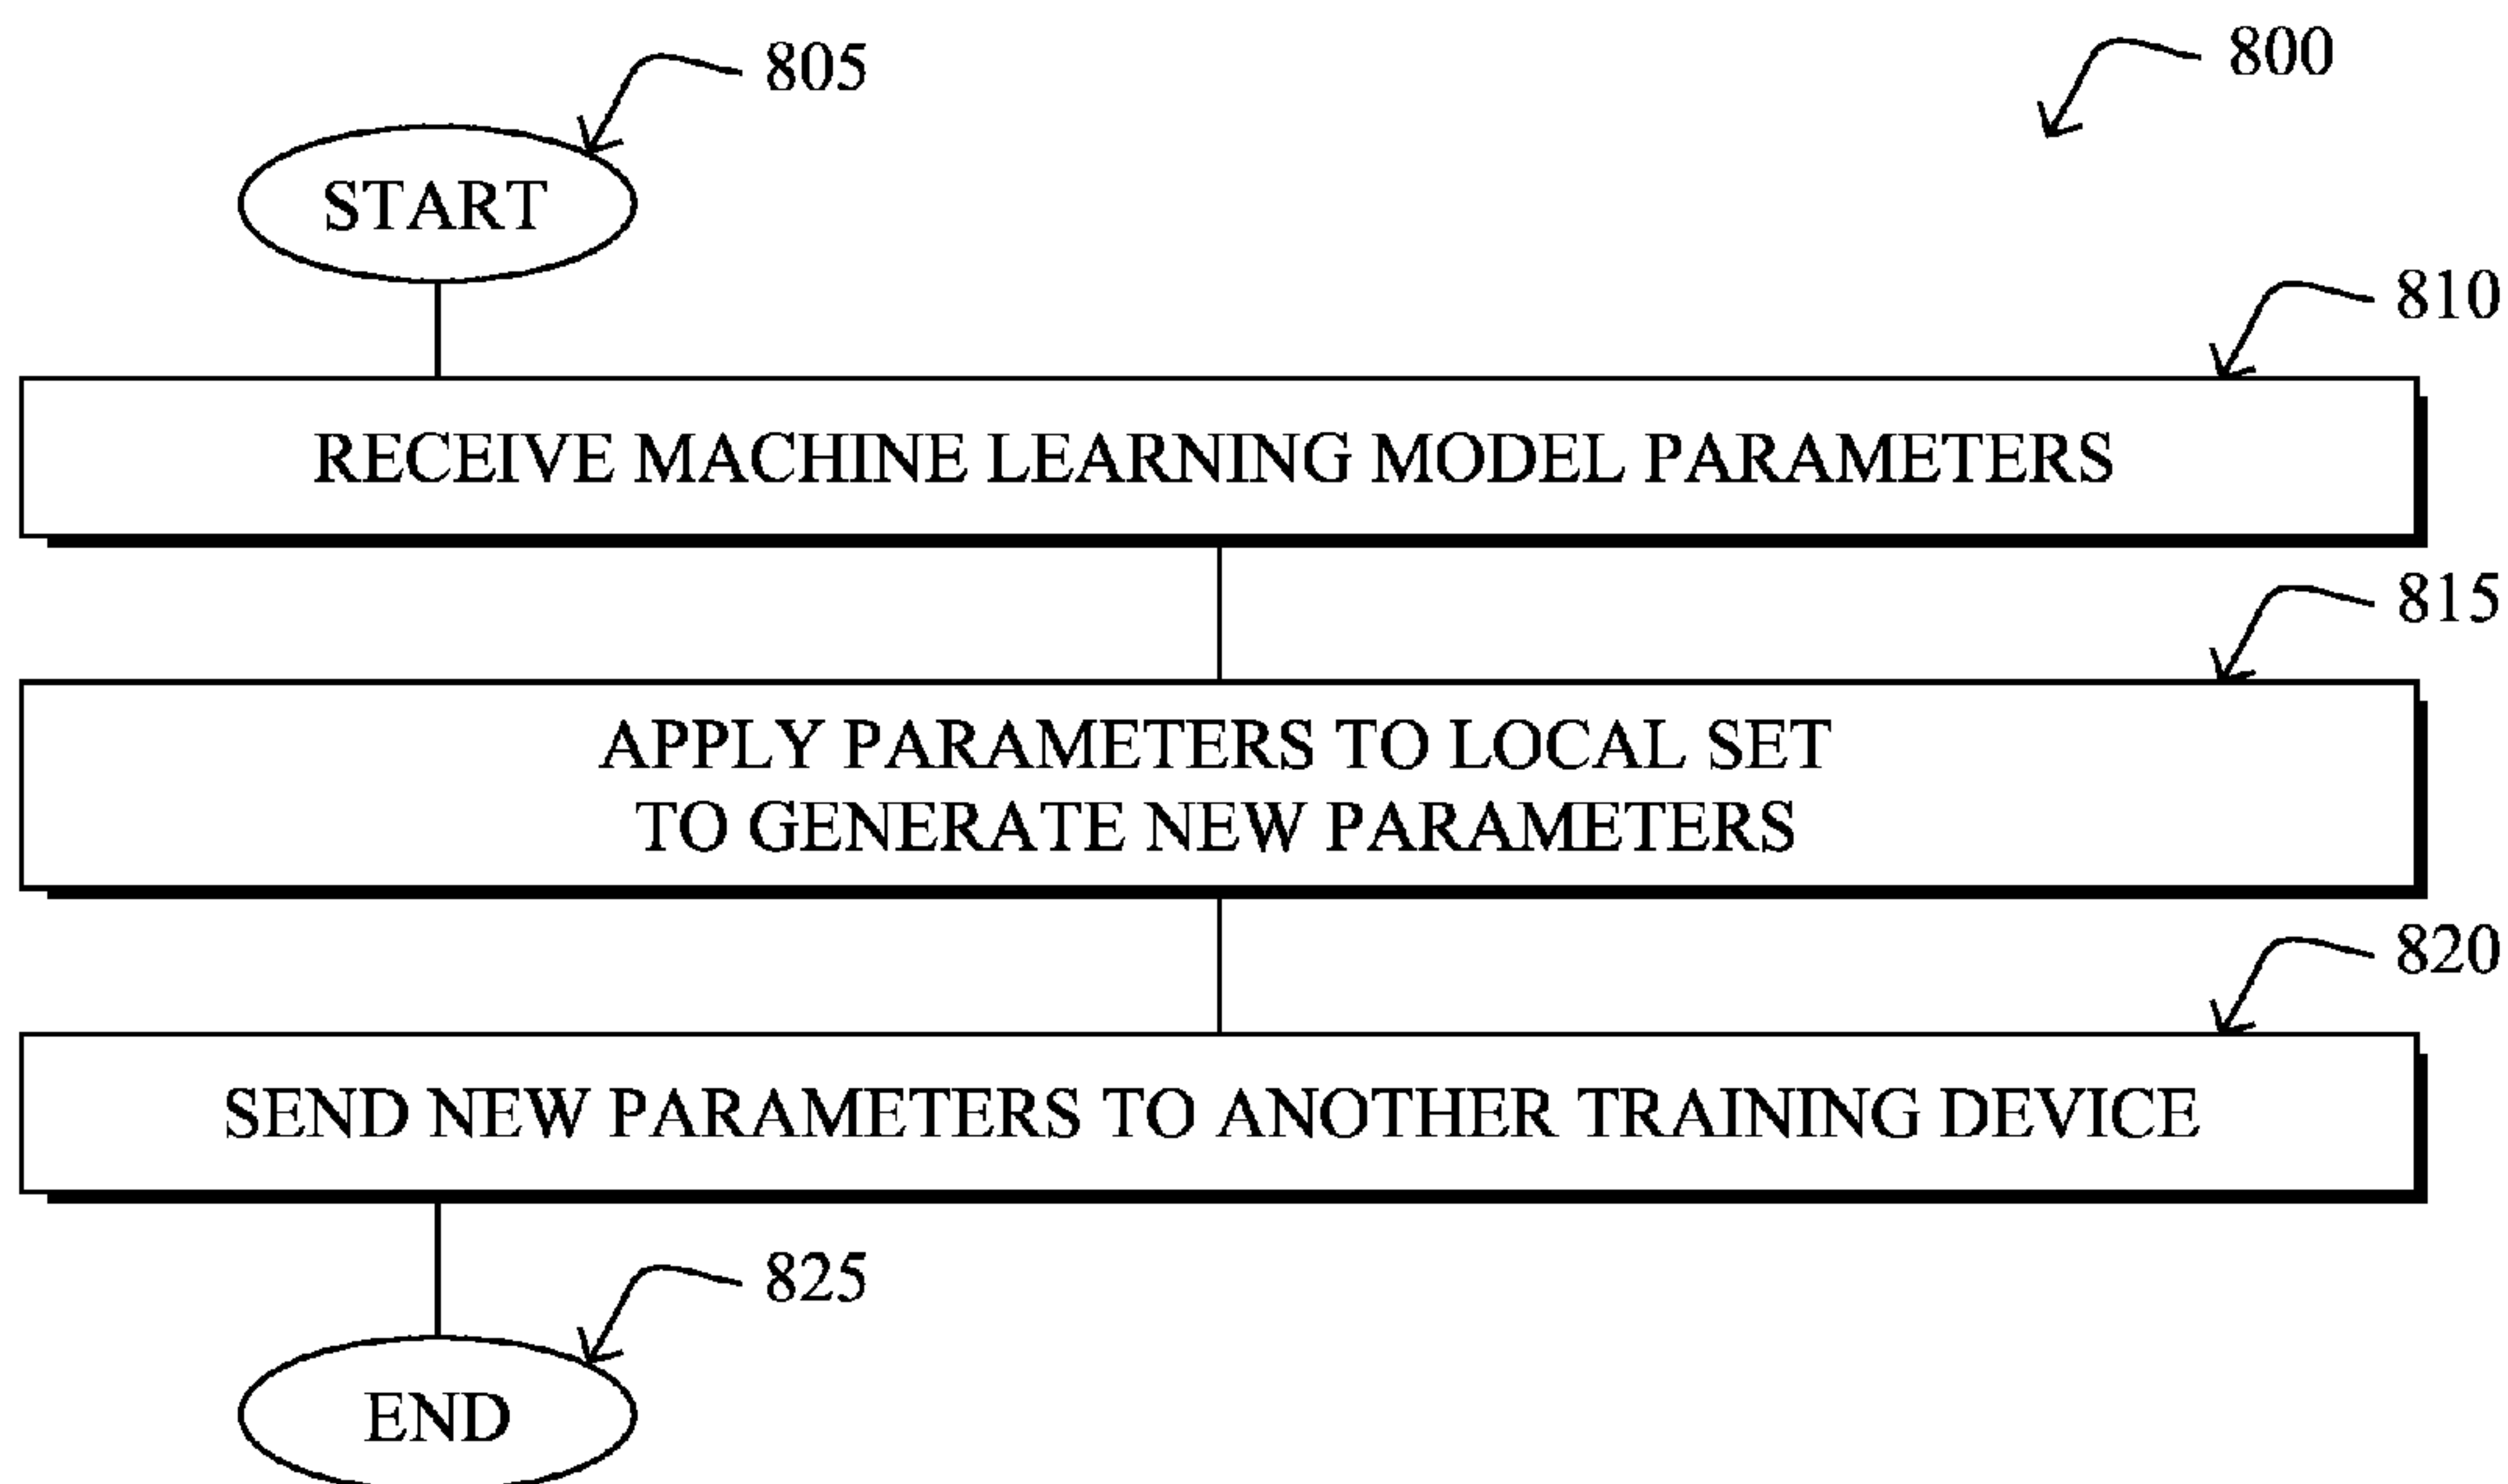 805
800
START
810
RECEIVE MACHINE LEARNING MODEL PARAMETERS
815
APPLY PARAMETERS TO LOCAL SET
TO GENERATE NEW PARAMETERS
820
SEND NEW PARAMETERS TO ANOTHER TRAINING DEVICE
825
END